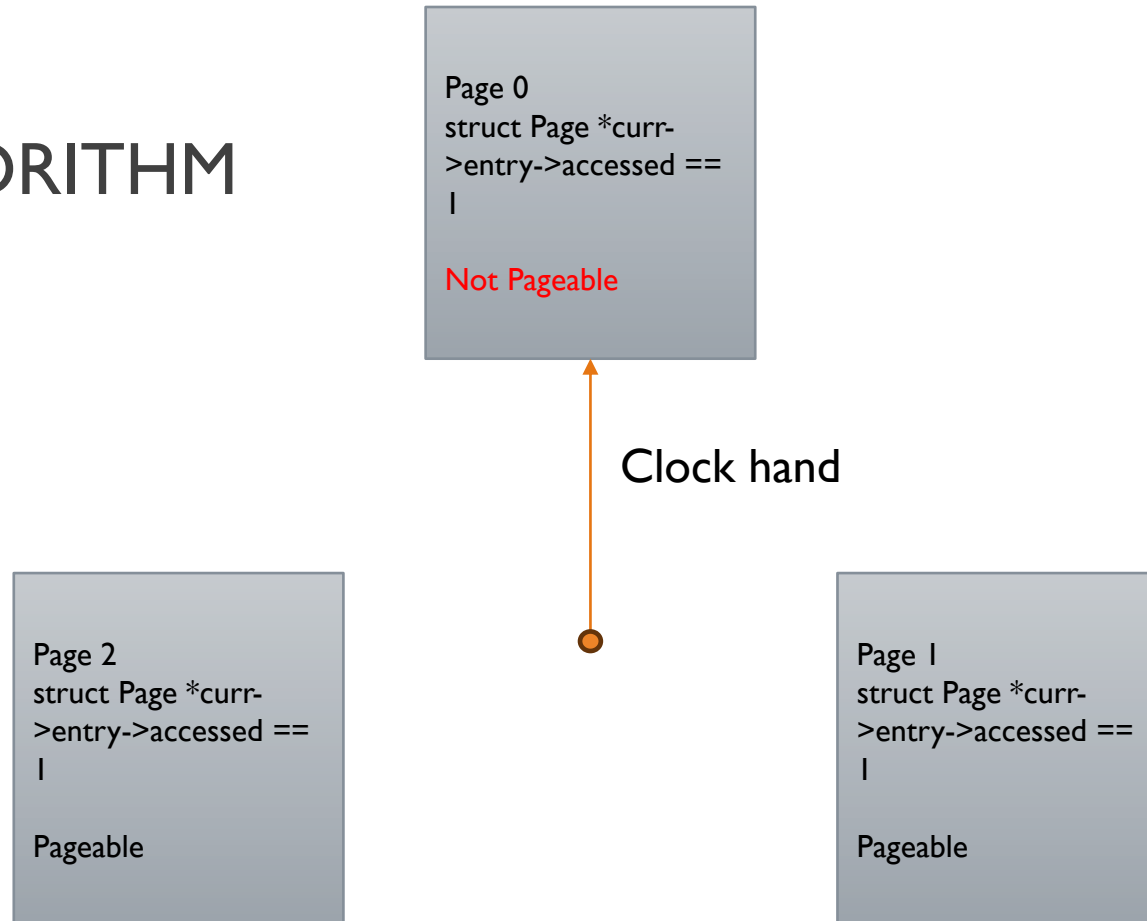 ORITHM
Page 0
struct Page *curr-
>entry->accessed ==
1
Not Pageable
Clock hand
Page 2
struct Page *curr-
>entry->accessed ==
1
Pageable
Page 1
struct Page *curr-
>entry->accessed ==
1
Pageable